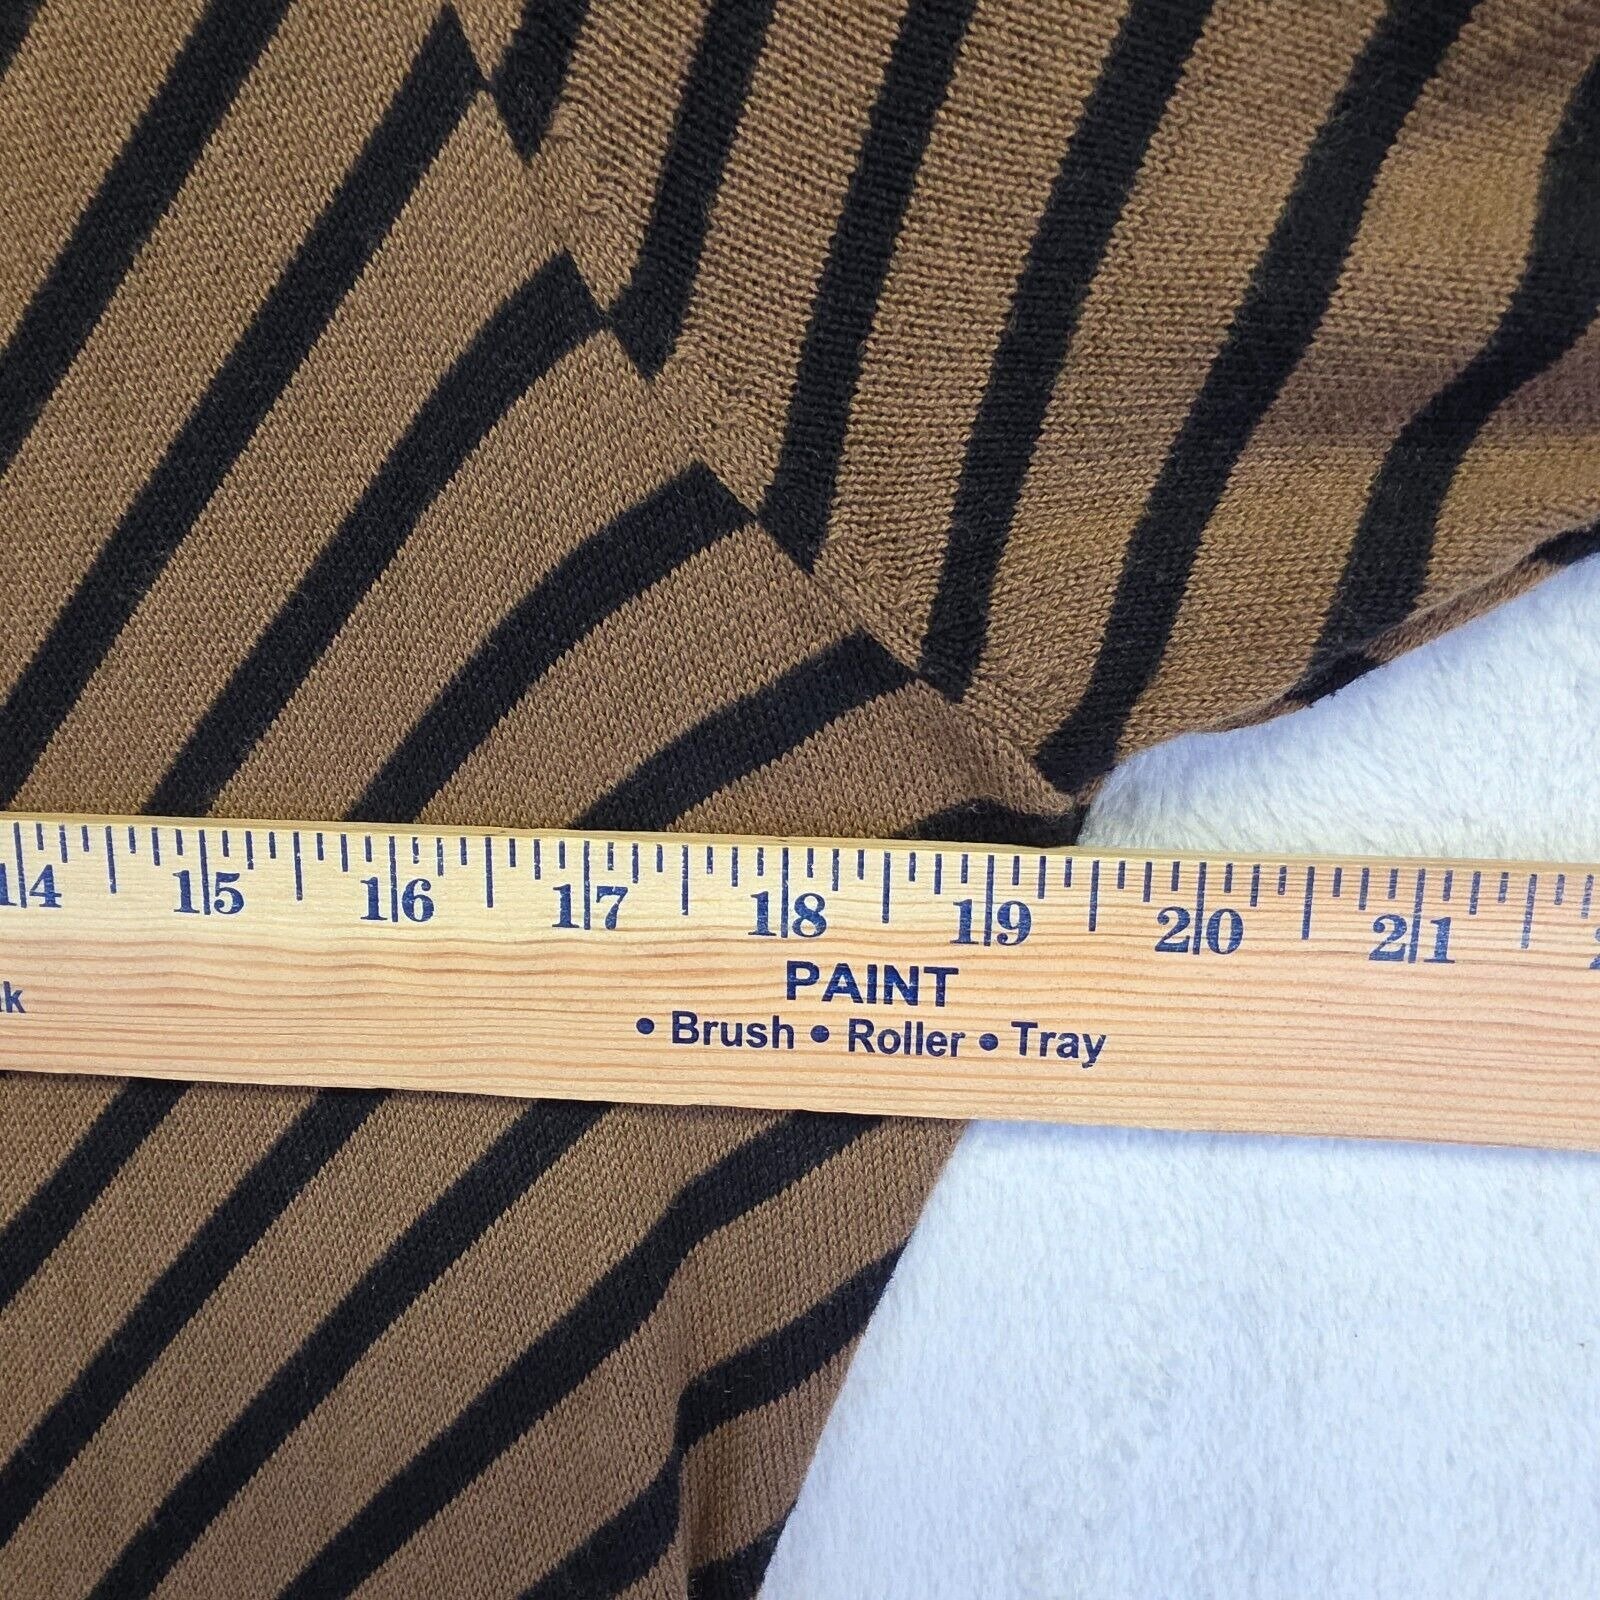 14 15 16 17 18 19 20 21
PAINT
• Brush • Roller • Tray